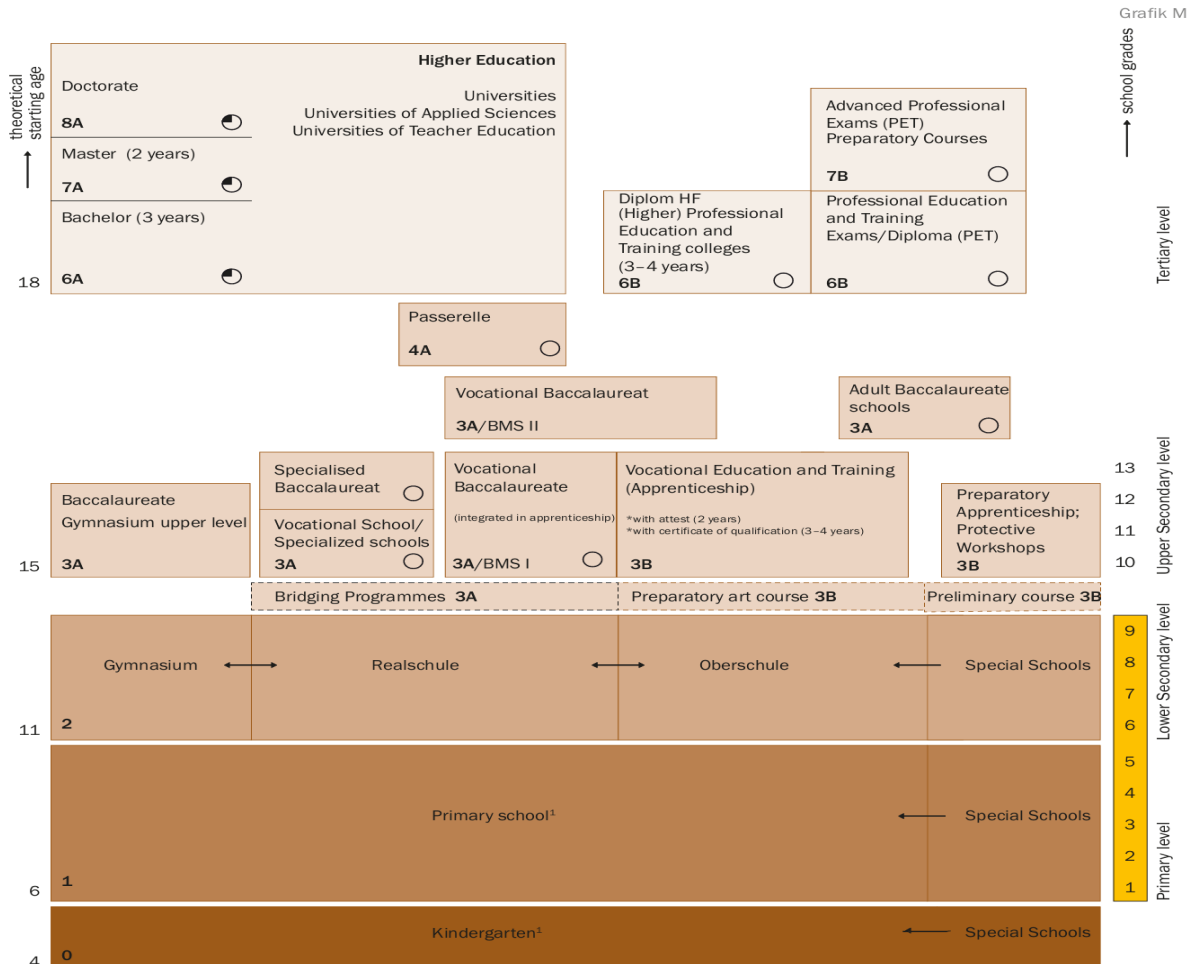 Grafik M
theoretical
starting age
school grades
Higher Education
Universities
Universities of Applied Sciences
Universities of Teacher Education
Doctorate
8A
Master (2 years)
7A
Bachelor (3 years)
6A
18
Advanced Professional
Exams (PET)
Preparatory Courses
7B
Diplom HF
(Higher) Professional
Education and
Training colleges
(3–4 years)
6B
Professional Education
and Training
Exams/Diploma (PET)
6B
Tertiary level
Passerelle
4A
Vocational Baccalaureat
3A/BMS II
Adult Baccalaureate
schools
3A
Baccalaureate
Gymnasium upper level
3A
Specialised
Baccalaureat
Vocational School/
Specialized schools
3A
Vocational
Baccalaureate
(integrated in apprenticeship)
3A/BMS I
Vocational Education and Training
(Apprenticeship)
*with attest (2 years)
*with certificate of qualification (3–4 years)
3B
Preparatory
Apprenticeship;
Protective
Workshops
3B
13
12
11
10
Upper Secondary level
15
Bridging Programmes 3A
Preparatory art course 3B
Preliminary course 3B
Gymnasium
Realschule
Oberschule
Special Schools
2
11
9
8
7
6
Lower Secondary level
Primary school¹
Special Schools
1
6
5
4
3
2
1
Primary level
Kindergarten¹
Special Schools
0
4